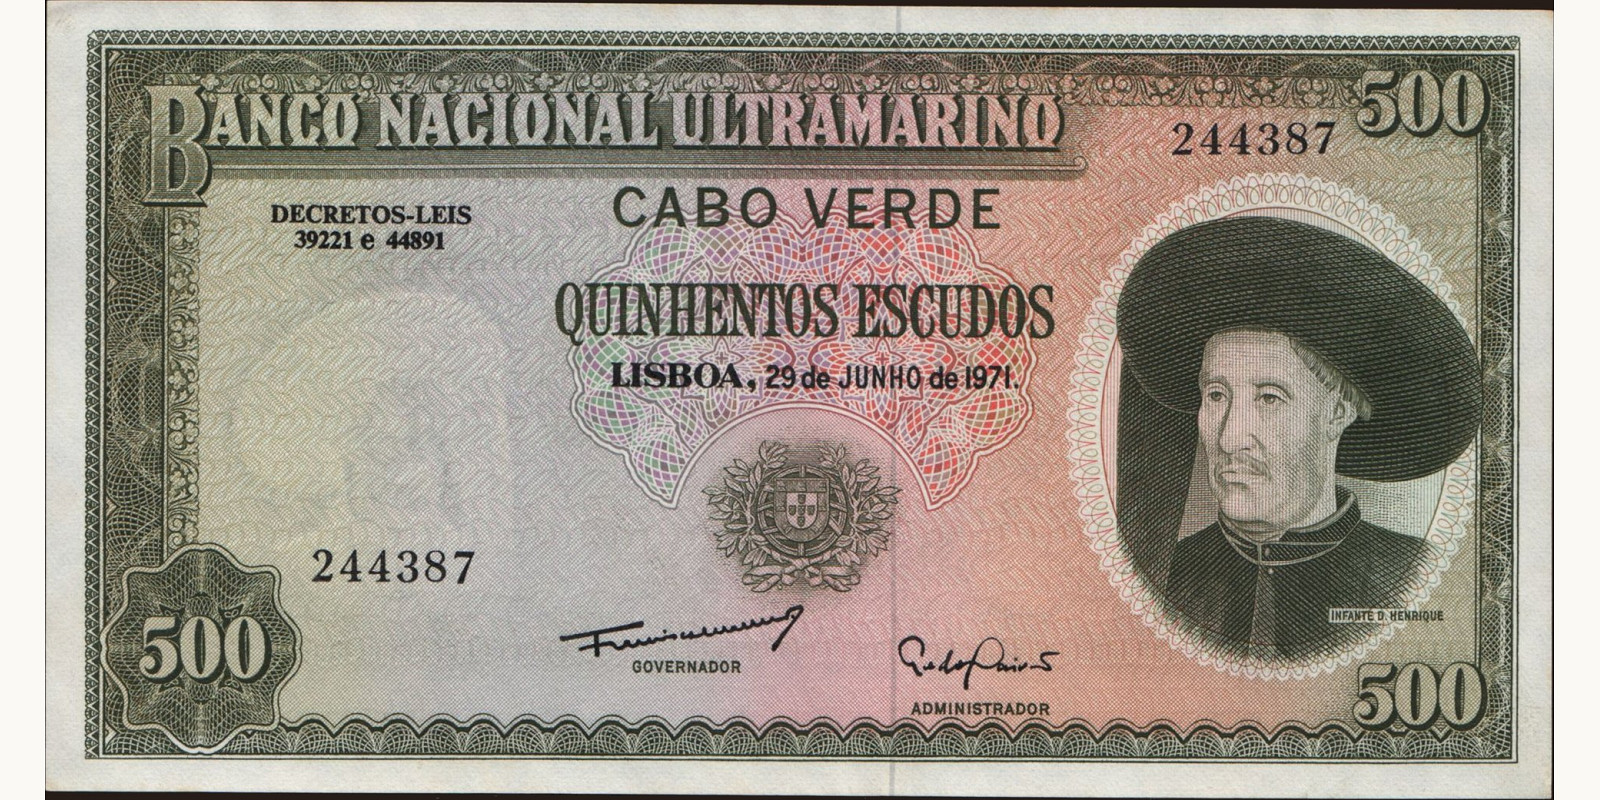 BANCO NACIONAL ULTRAMARINO
500
244387
CABO VERDE
DECRETOS-LEIS
39221 e 44891
QUINHENTOS ESCUDOS
LISBOA, 29 de JUNHO de 1971.
244387
INFANTE D. HENRIQUE
500
GOVERNADOR
ADMINISTRADOR
500